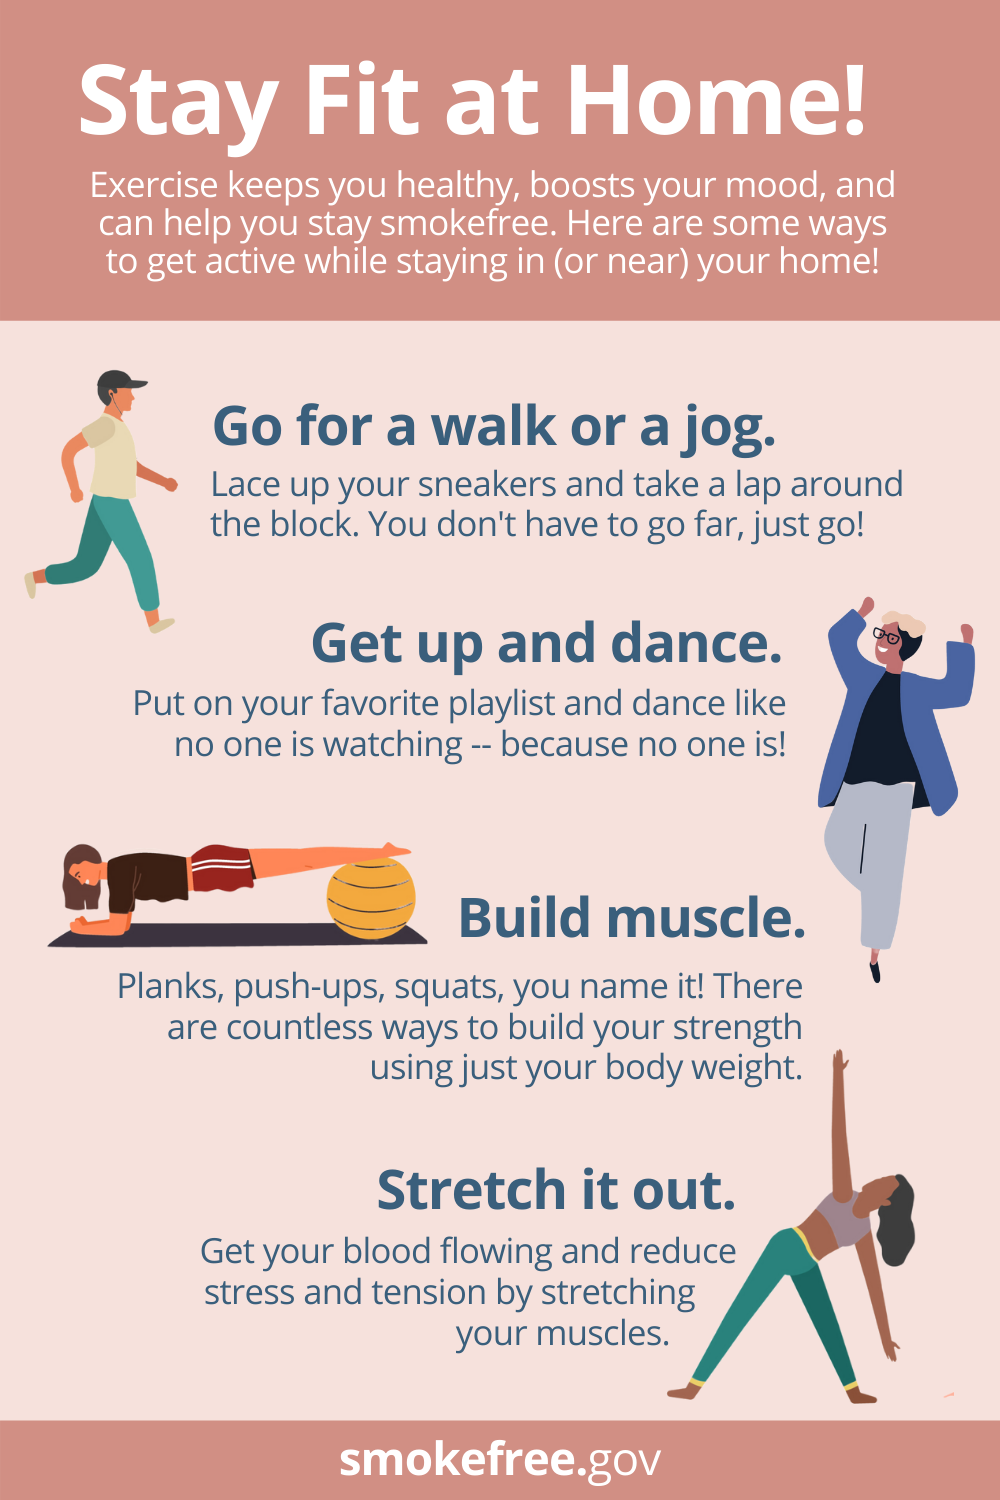 Stay Fit at Home!
Exercise keeps you healthy, boosts your mood, and
can help you stay smokefree. Here are some ways
to get active while staying in (or near) your home!
Go for a walk or a jog.
Lace up your sneakers and take a lap around
the block. You don't have to go far, just go!
Get up and dance.
Put on your favorite playlist and dance like
no one is watching -- because no one is!
Build muscle.
Planks, push-ups, squats, you name it! There
are countless ways to build your strength
using just your body weight.
Stretch it out.
Get your blood flowing and reduce
stress and tension by stretching
your muscles.
smokefree.gov